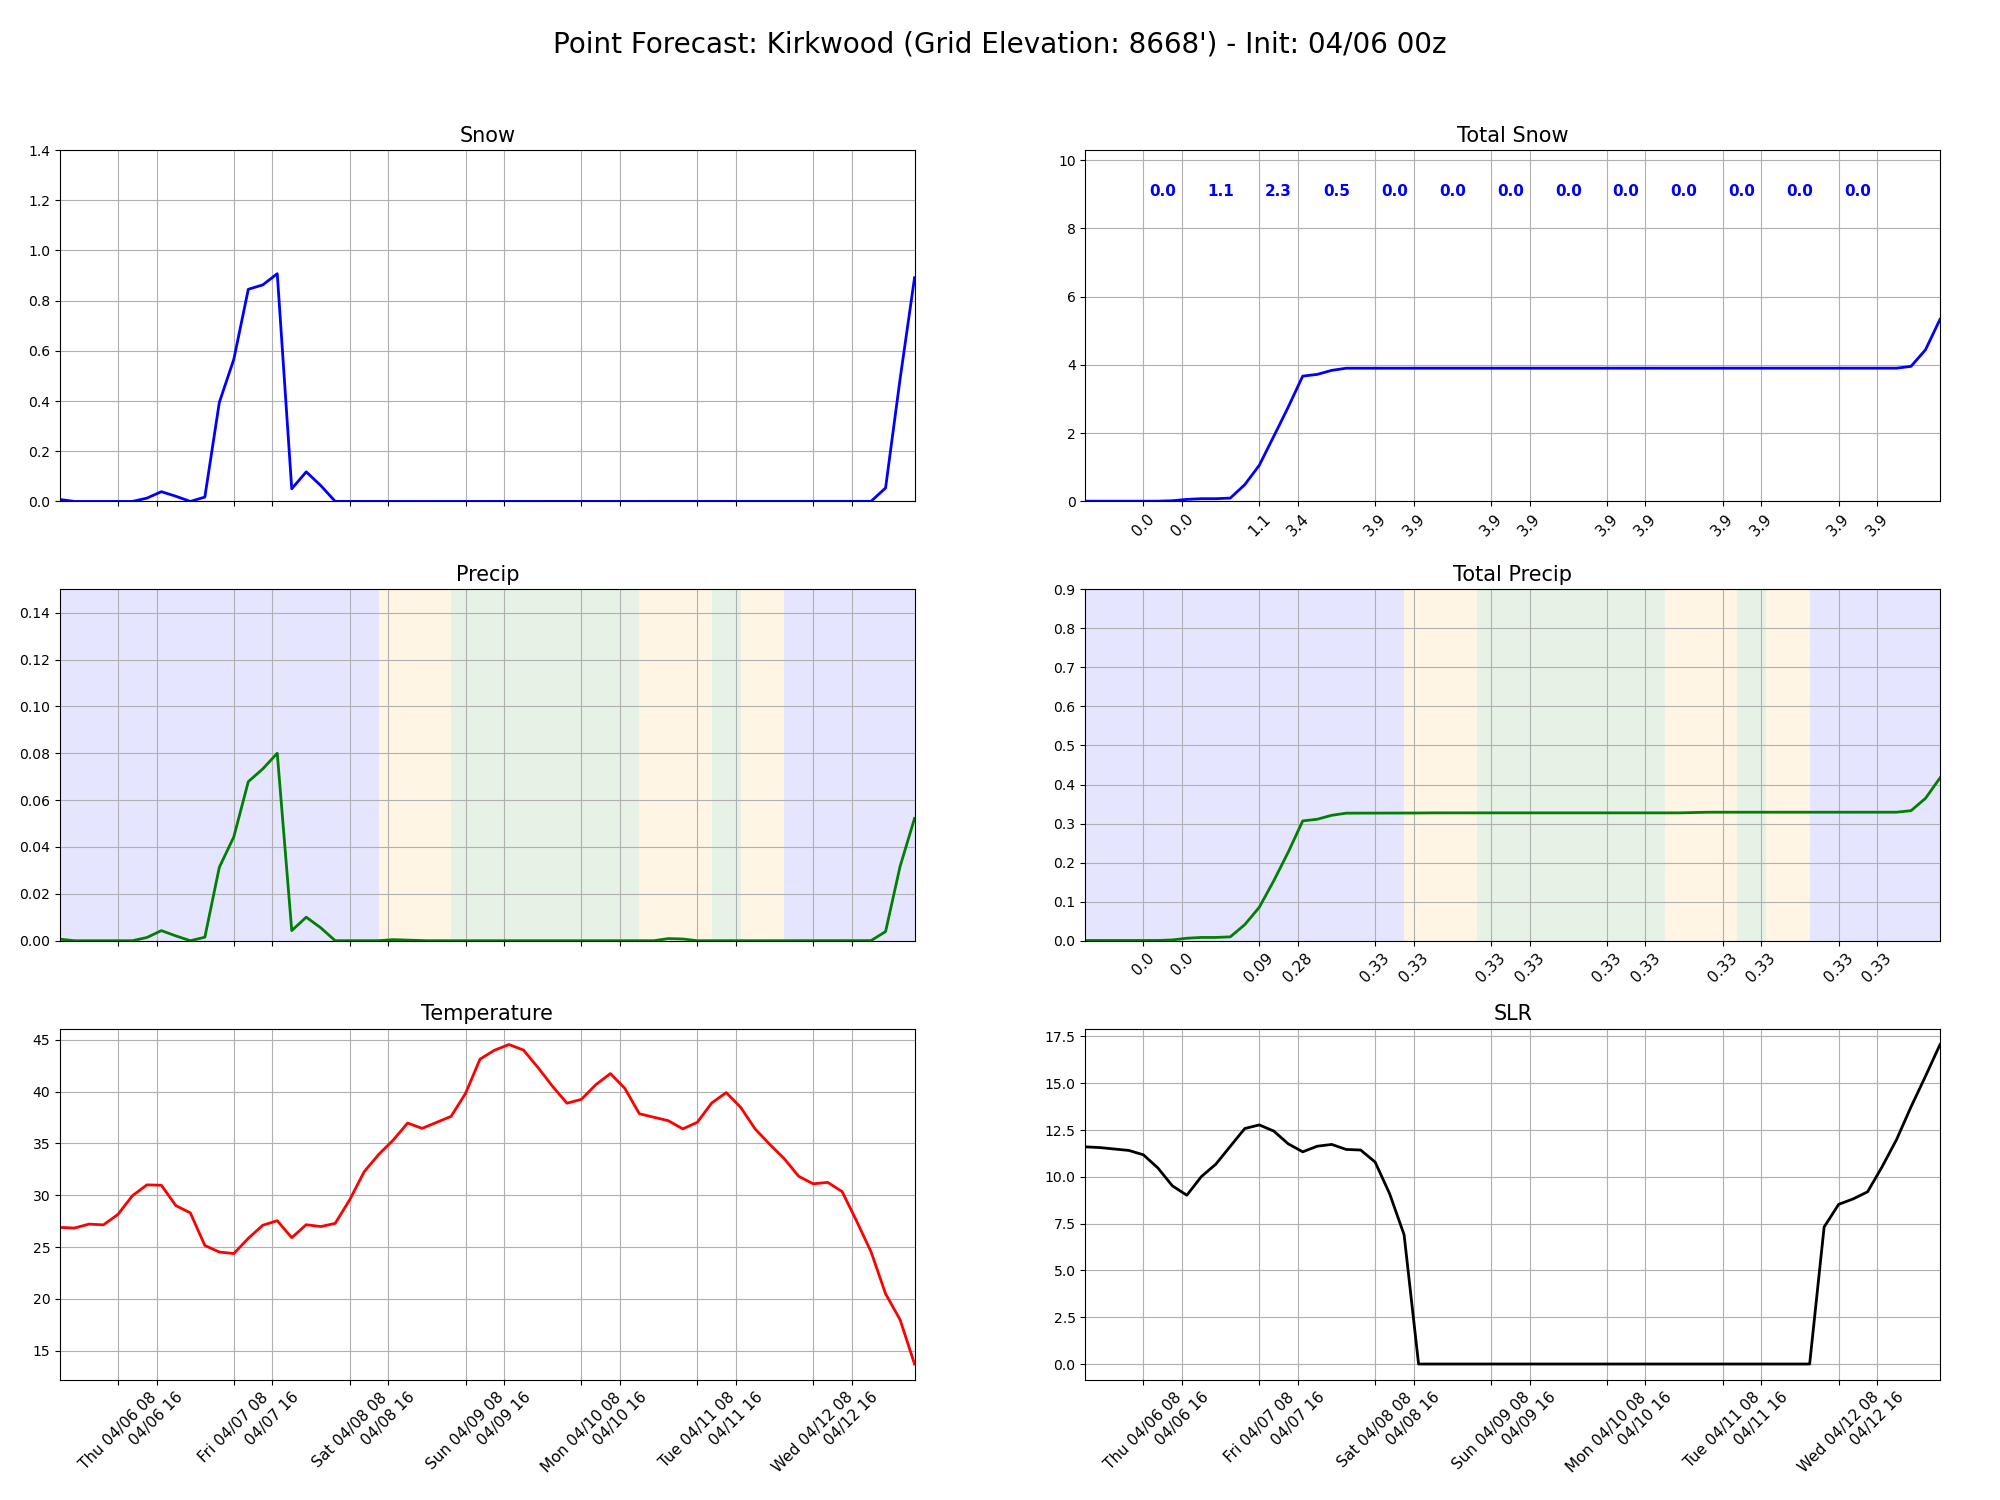 Point Forecast: Kirkwood (Grid Elevation: 8668') - Init: 04/06 00z
Snow
1.4
1.2
1.0
0.8
0.6
0.4
0.2
0.0
Total Snow
10
8
6
4
2
0
0.0 1.1 2.3 0.5 0.0 0.0 0.0 0.0 0.0 0.0 0.0 0.0 0.0
0.0 0.0 1.1 3.4 3.9 3.9 3.9 3.9 3.9 3.9 3.9 3.9 3.9 3.9
Precip
0.14
0.12
0.10
0.08
0.06
0.04
0.02
0.00
Total Precip
0.9
0.8
0.7
0.6
0.5
0.4
0.3
0.2
0.1
0.0
0.0 0.0 0.09 0.28 0.33 0.33 0.33 0.33 0.33 0.33 0.33 0.33 0.33 0.33
Temperature
45
40
35
30
25
20
15
Thu 04/06 08
04/06 16
Fri 04/07 08
04/07 16
Sat 04/08 08
04/08 16
Sun 04/09 08
04/09 16
Mon 04/10 08
04/10 16
Tue 04/11 08
04/11 16
Wed 04/12 08
04/12 16
SLR
17.5
15.0
12.5
10.0
7.5
5.0
2.5
0.0
Thu 04/06 08
04/06 16
Fri 04/07 08
04/07 16
Sat 04/08 08
04/08 16
Sun 04/09 08
04/09 16
Mon 04/10 08
04/10 16
Tue 04/11 08
04/11 16
Wed 04/12 08
04/12 16